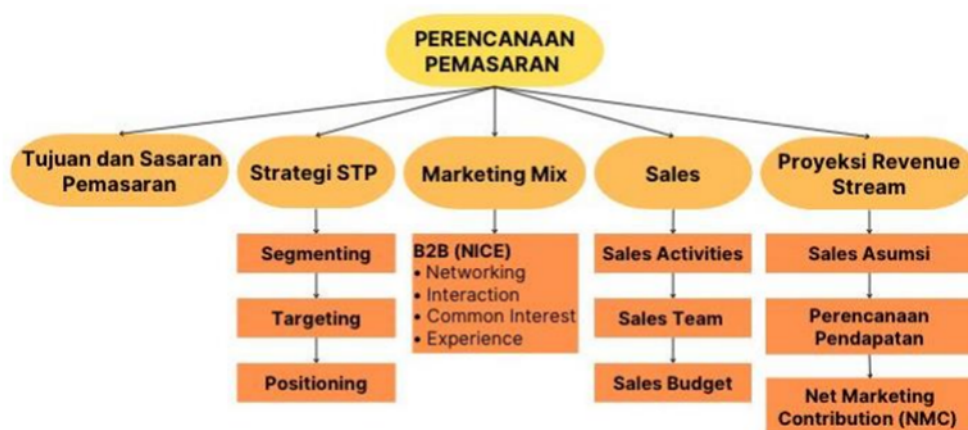 PERENCANAAN
PEMASARAN
Tujuan dan Sasaran
Pemasaran
Strategi STP
Marketing Mix
Sales
Proyeksi Revenue
Stream
Segmenting
Targeting
Positioning
B2B (NICE)
• Networking
• Interaction
• Common Interest
• Experience
Sales Activities
Sales Team
Sales Budget
Sales Asumsi
Perencanaan
Pendapatan
Net Marketing
Contribution (NMC)